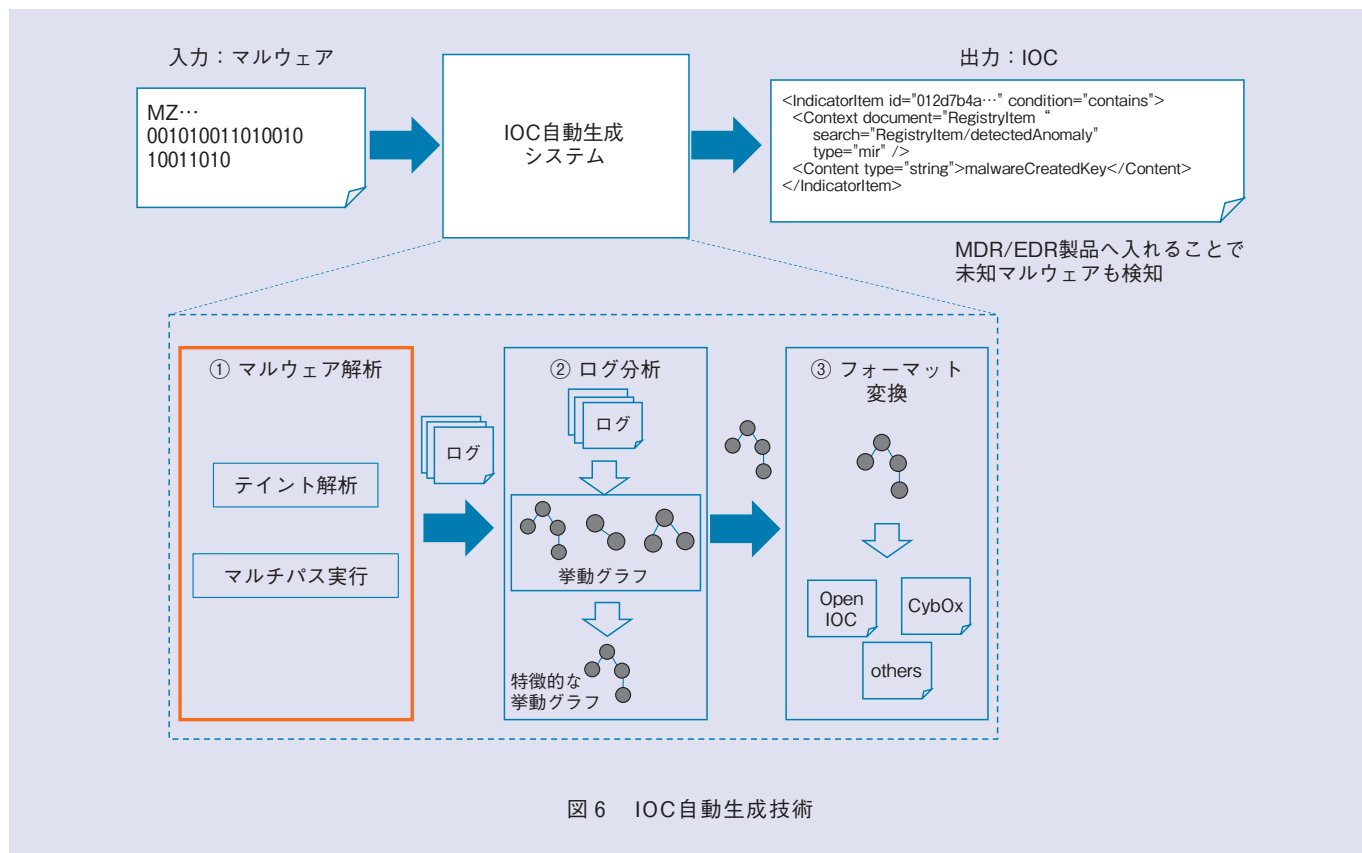 入力：マルウェア
MZ…
001010011010010
10011010
IOC自動生成
システム
出力：IOC
<IndicatorItem id="012d7b4a…" condition="contains">
<Context document="RegistryItem “
search="RegistryItem/detectedAnomaly"
type="mir" />
<Content type="string">malwareCreatedKey</Content>
</IndicatorItem>
MDR/EDR製品へ入れることで
未知マルウェアも検知
① マルウェア解析
テイント解析
マルチパス実行
ログ
② ログ分析
ログ
挙動グラフ
特徴的な
挙動グラフ
③ フォーマット
変換
Open
IOC
CybOx
others
図 6　IOC自動生成技術